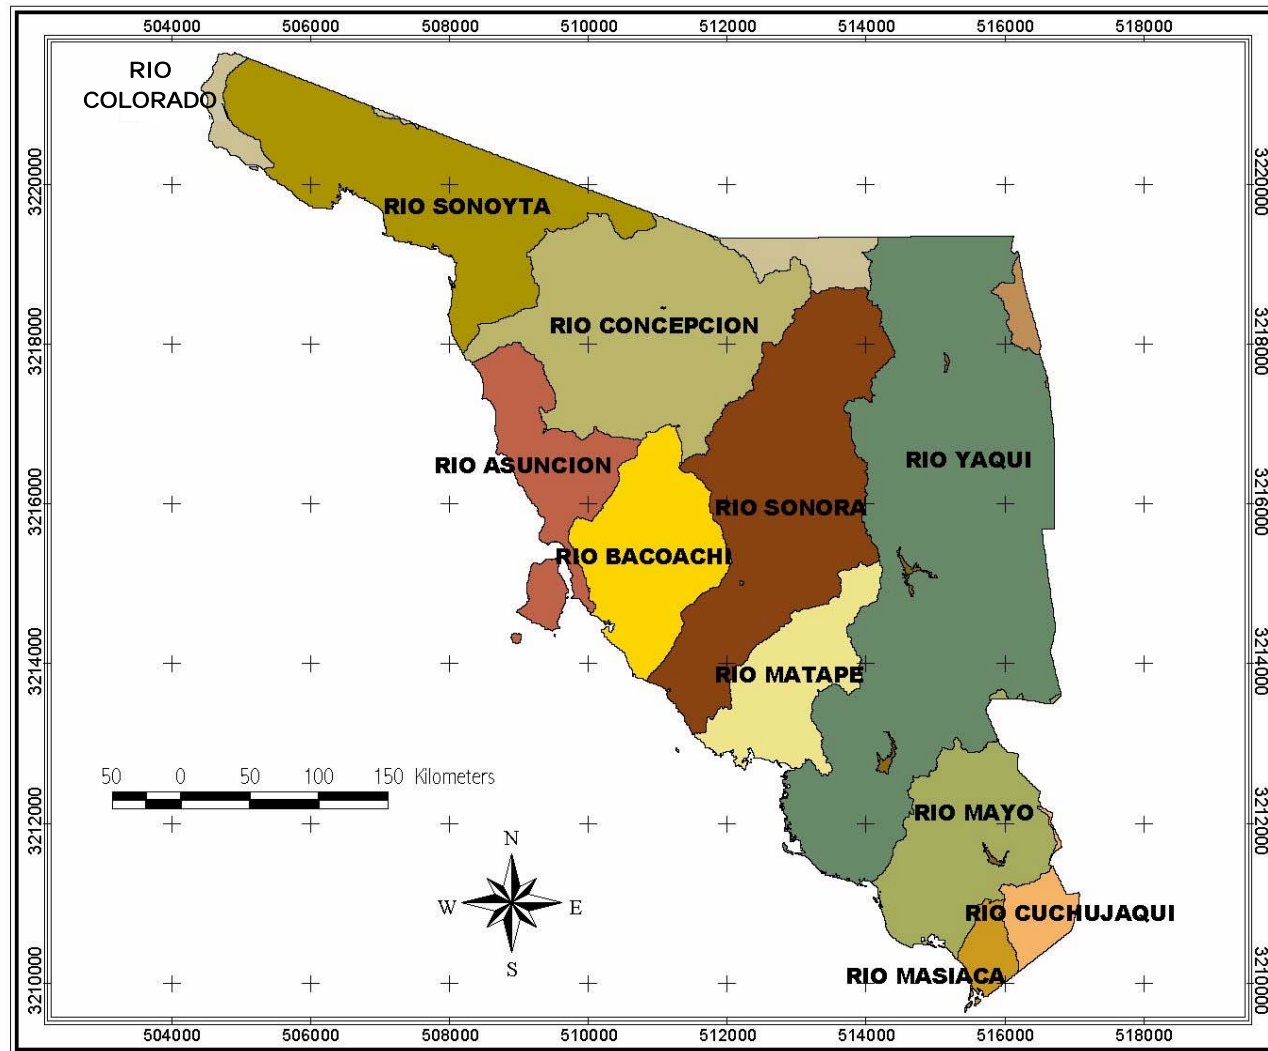 504000 506000 508000 510000 512000 514000 516000 518000
RIO
COLORADO
3220000 3220000
RIO SONOYTA
RIO CONCEPCION
3218000 3218000
RIO ASUNCION
RIO YAQUI
3216000 3216000
RIO SONORA
RIO BACOACHI
3214000 3214000
RIO MATAPE
50 0 50 100 150 Kilometers
RIO MAYO
3212000 3212000
N
W E
S
RIO CUCHUJAQUI
RIO MASIACA
3210000 3210000
504000 506000 508000 510000 512000 514000 516000 518000